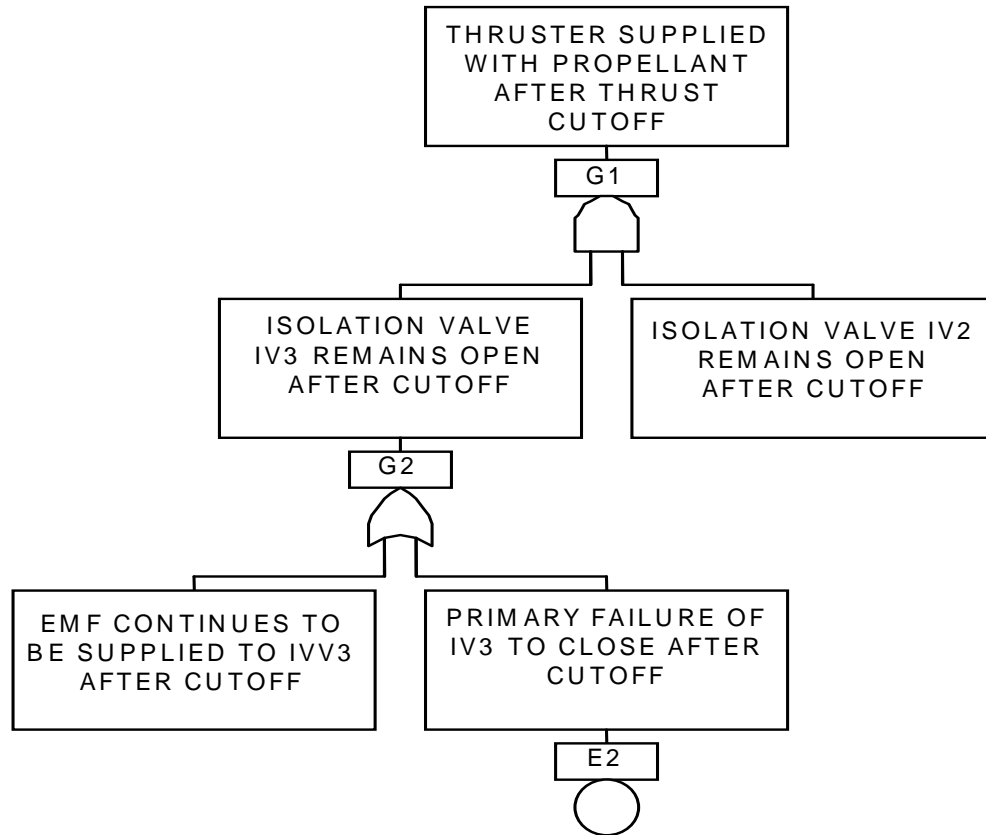 THRUSTER SUPPLIED
WITH PROPELLANT
AFTER THRUST
CUTOFF
G1
ISOLATION VALVE
IV3 REMAINS OPEN
AFTER CUTOFF
ISOLATION VALVE IV2
REMAINS OPEN
AFTER CUTOFF
G2
EMF CONTINUES TO
BE SUPPLIED TO IVV3
AFTER CUTOFF
PRIMARY FAILURE OF
IV3 TO CLOSE AFTER
CUTOFF
E2